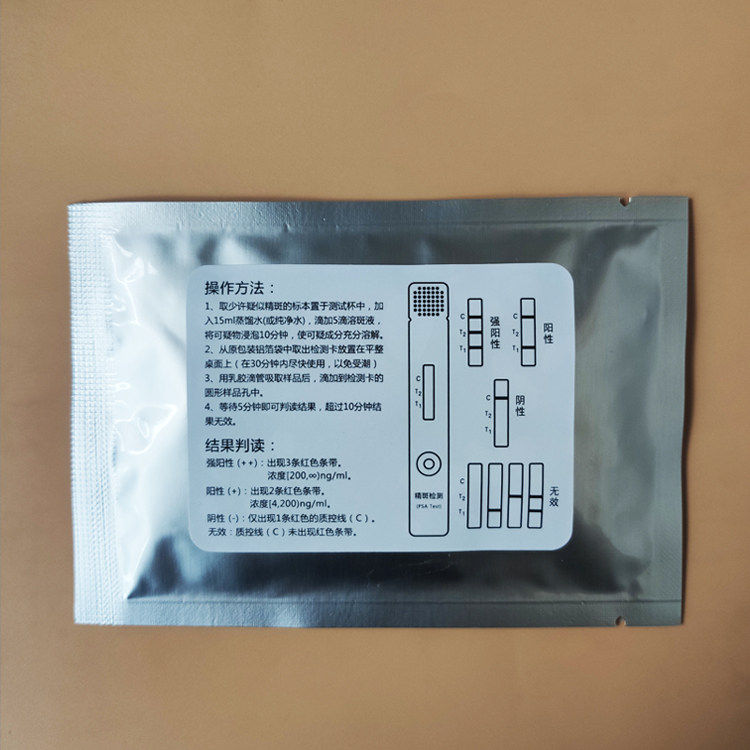 操作方法：
1、取少许疑似精斑的标本置于测试杯中，加
入15ml蒸馏水(或纯净水)，滴加5滴溶斑液，
将可疑物浸泡10分钟，使可疑成分充分溶解。
2、从原包装铝箔袋中取出检测卡放置在平整
桌面上（在30分钟内尽快使用，以免受潮）
3、用乳胶滴管吸取样品后，滴加到检测卡的
圆形样品孔中。
4、等待5分钟即可判读结果，超过10分钟结
果无效。
结果判读：
强阳性 (++)：出现3条红色条带。
浓度[200,∞)ng/ml。
阳性 (+)：出现2条红色条带。
浓度[4,200)ng/ml。
阴性 (-)：仅出现1条红色的质控线（C）。
无效：质控线（C）未出现红色条带。
C
T2
T1
精斑检测
(PSA Test)
C
T2
T1
强阳性
C
T2
T1
阳性
C
T2
T1
阴性
C
T2
T1
无效